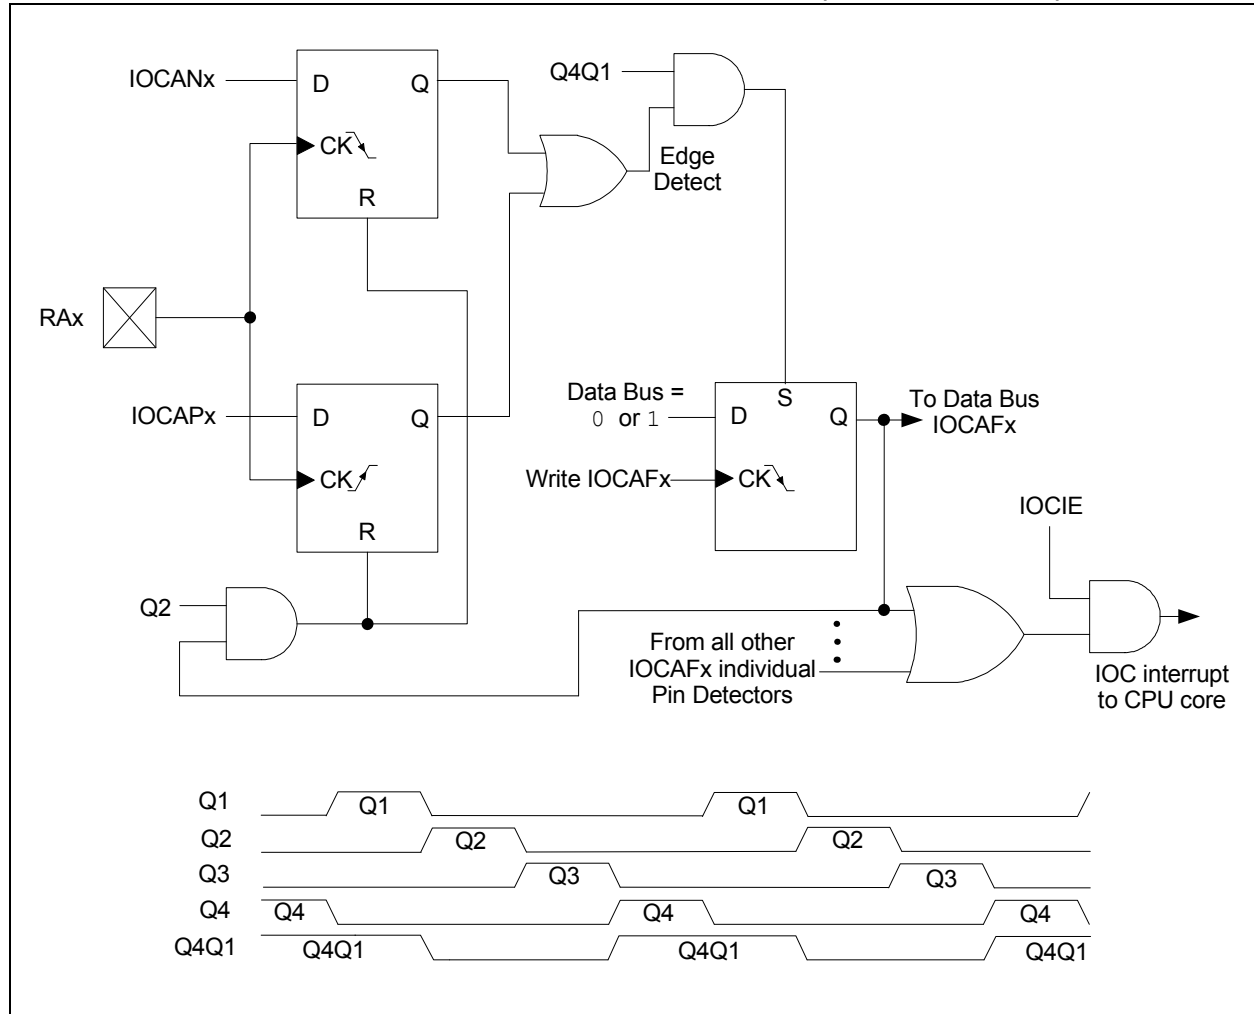 IOCANx
D
Q
CK
R
Q4Q1
Edge
Detect
RAx
IOCAPx
D
Q
CK
R
Data Bus =
0 or 1
S
D
Q
Write IOCAFx
CK
To Data Bus
IOCAFx
IOCIE
Q2
From all other
IOCAFx individual
Pin Detectors
IOC interrupt
to CPU core
Q1 Q1 Q1
Q2 Q2 Q2
Q3 Q3 Q3
Q4 Q4 Q4 Q4
Q4Q1 Q4Q1 Q4Q1 Q4Q1